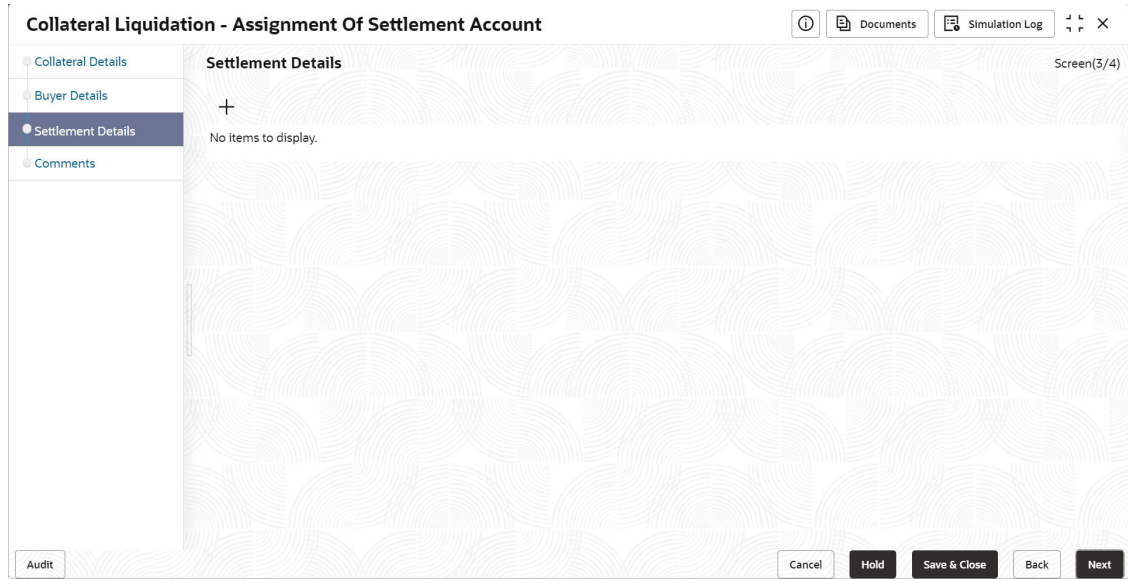 Collateral Liquidation - Assignment Of Settlement Account
Documents
Simulation Log
Collateral Details
Buyer Details
Settlement Details
Comments
Settlement Details
Screen(3/4)
No items to display.
Audit
Cancel
Hold
Save & Close
Back
Next